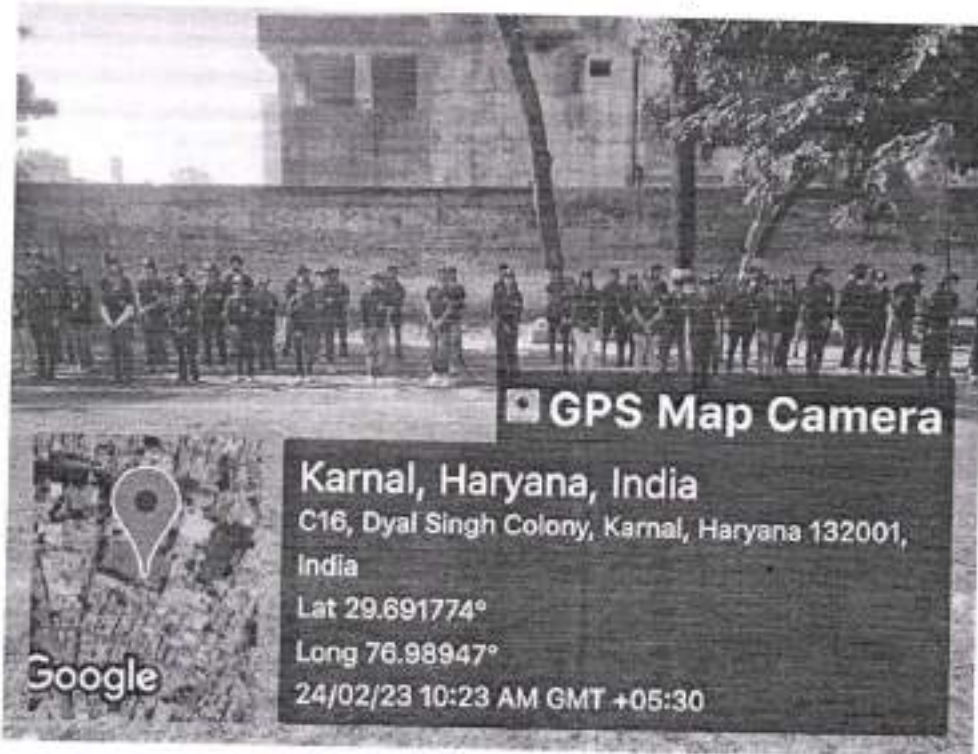 GPS Map Camera
Karnal, Haryana, India
C16, Dyal Singh Colony, Karnal, Haryana 132001,
India
Lat 29.691774°
Long 76.98947°
24/02/23 10:23 AM GMT +05:30
Google